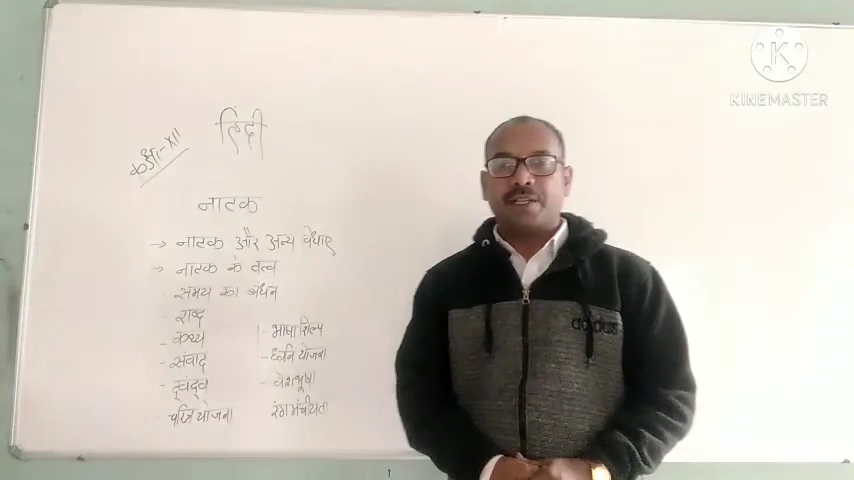 हिंदी
कक्षा-XII
नाटक
→ नाटक और अन्य वेधाए
→ नाटक के तत्व
- समय का बंधन
- शब्द
- कथ्य
- संवाद
- द्वंद्व
- चरित्र योजना
- भाषा शिल्प
- ध्वनि योजना
- वेशभूषा
रंग मंचीयता
adidas
K
KINEMASTER